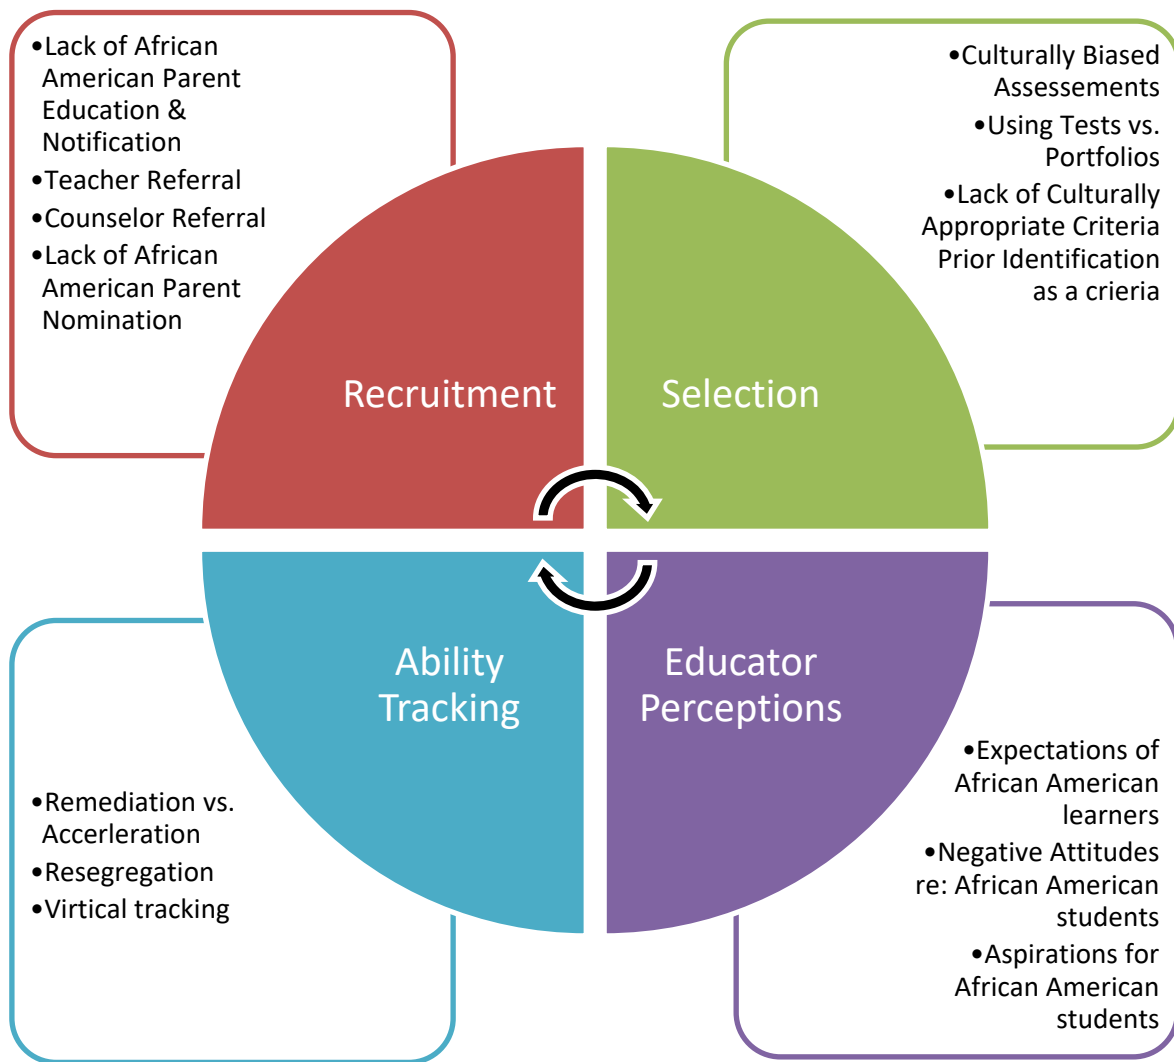 •Lack of African
American Parent
Education &
Notification
•Teacher Referral
•Counselor Referral
•Lack of African
American Parent
Nomination
•Culturally Biased
Assessements
•Using Tests vs.
Portfolios
•Lack of Culturally
Appropriate Criteria
Prior Identification
as a crieria
Recruitment
Selection
Ability
Tracking
Educator
Perceptions
•Remediation vs.
Accerleration
•Resegregation
•Virtical tracking
•Expectations of
African American
learners
•Negative Attitudes
re: African American
students
•Aspirations for
African American
students